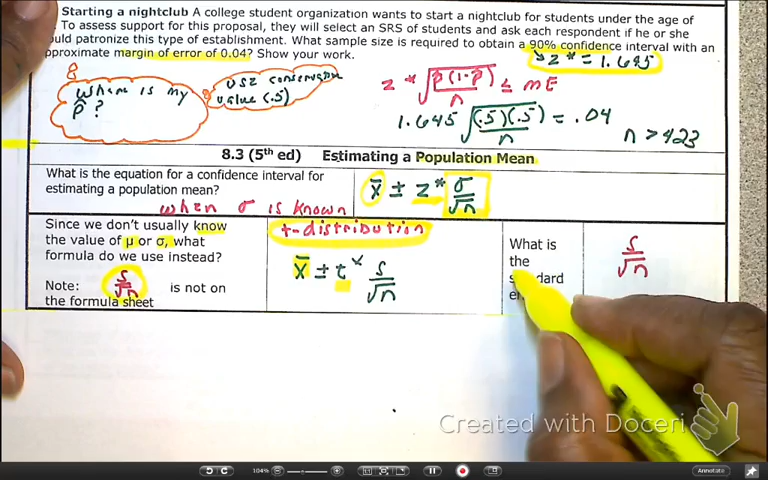 Starting a nightclub A college student organization wants to start a nightclub for students under the age of
To assess support for this proposal, they will select an SRS of students and ask each respondent if he or she
ould patronize this type of establishment. What sample size is required to obtain a 90% confidence interval with an
pproximate margin of error of 0.04? Show your work.
↘z* = 1.645
Where is my
p̂ ?
use conservative
value (.5)
z* √(p̂(1-p̂)/n) ≤ ME
1.645 √((.5)(.5)/n) = .04
n > 423
8.3 (5th ed) Estimating a Population Mean
What is the equation for a confidence interval for
estimating a population mean?
when σ is known
x̄ ± z* σ/√n
Since we don't usually know
the value of μ or σ, what
formula do we use instead?
Note: s/√n is not on
the formula sheet
t-distribution
x̄ ± t* s/√n
What is
the
s/√n
Created with Doceri
104%
Annotate